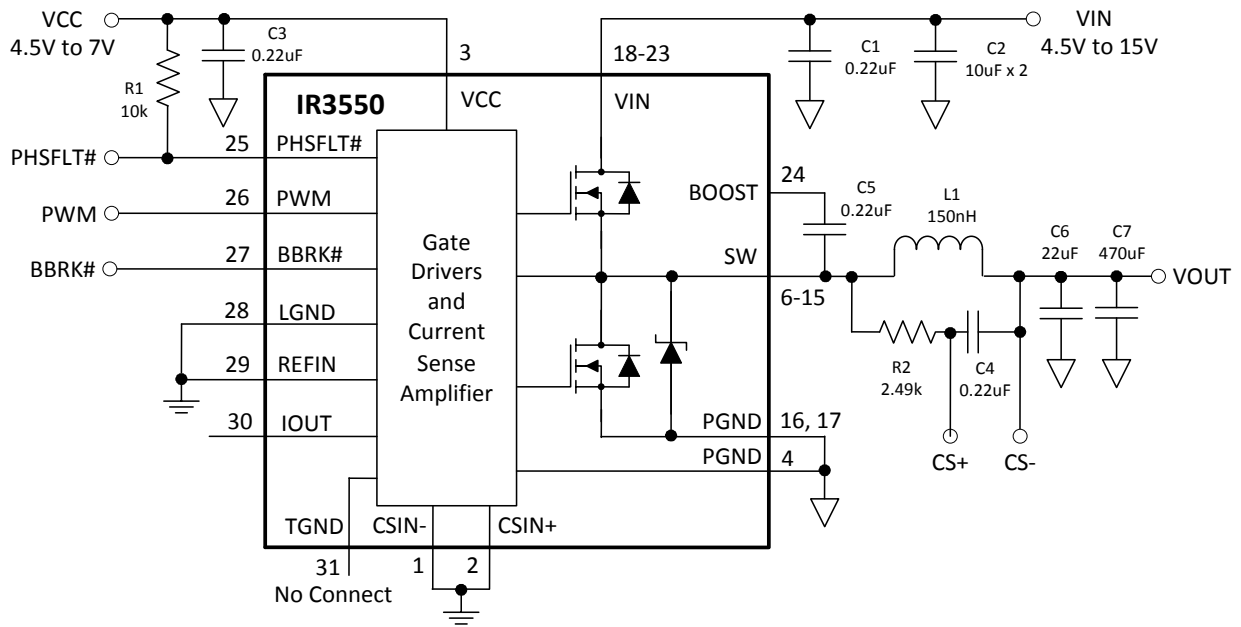 VCC
4.5V to 7V
C3
0.22uF
3
18-23
C1
0.22uF
C2
10uF x 2
VIN
4.5V to 15V
R1
10k
IR3550
VCC
VIN
PHSFLT#
25
PHSFLT#
PWM
26
PWM
BBRK#
27
BBRK#
28
LGND
29
REFIN
30
IOUT
Gate
Drivers
and
Current
Sense
Amplifier
BOOST
24
C5
0.22uF
L1
150nH
C6
22uF
C7
470uF
SW
6-15
VOUT
R2
2.49k
C4
0.22uF
PGND
16, 17
PGND
4
CS+
CS-
TGND
CSIN-
CSIN+
31
1
2
No Connect